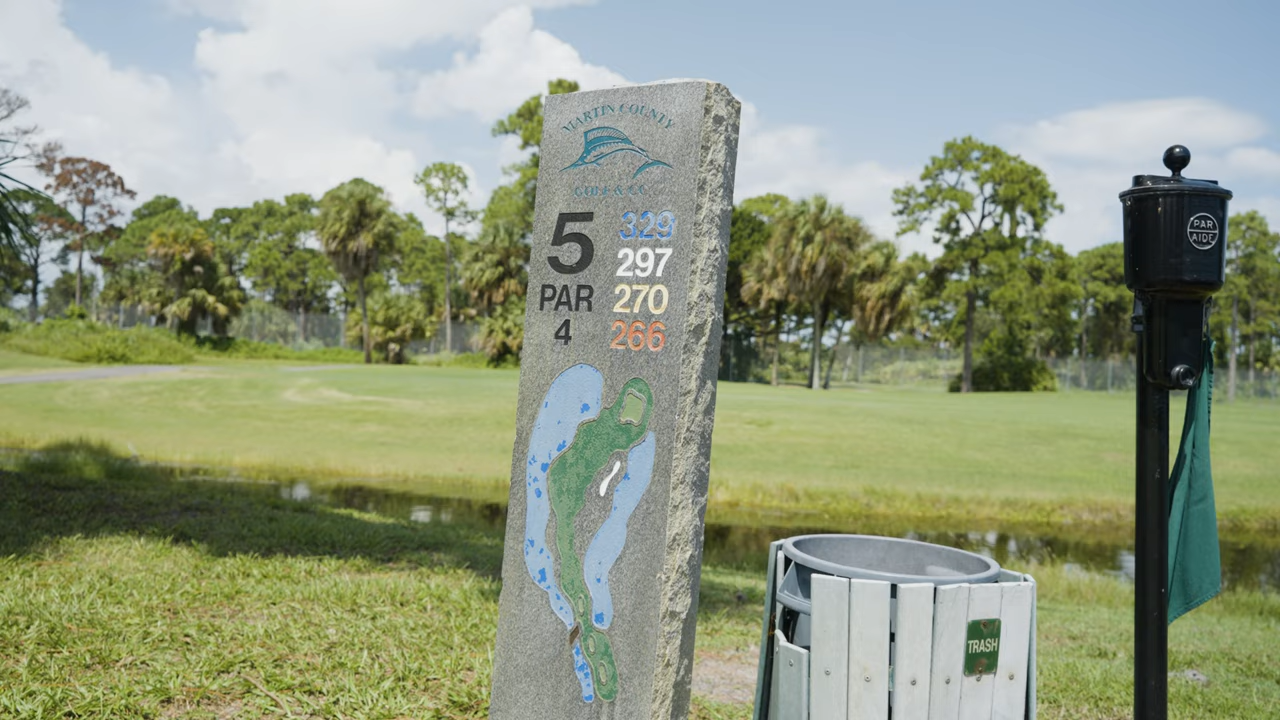 MARTIN COUNTY
GOLF & CC
5
329
297
PAR
270
4
266
PAR
AIDE
TRASH